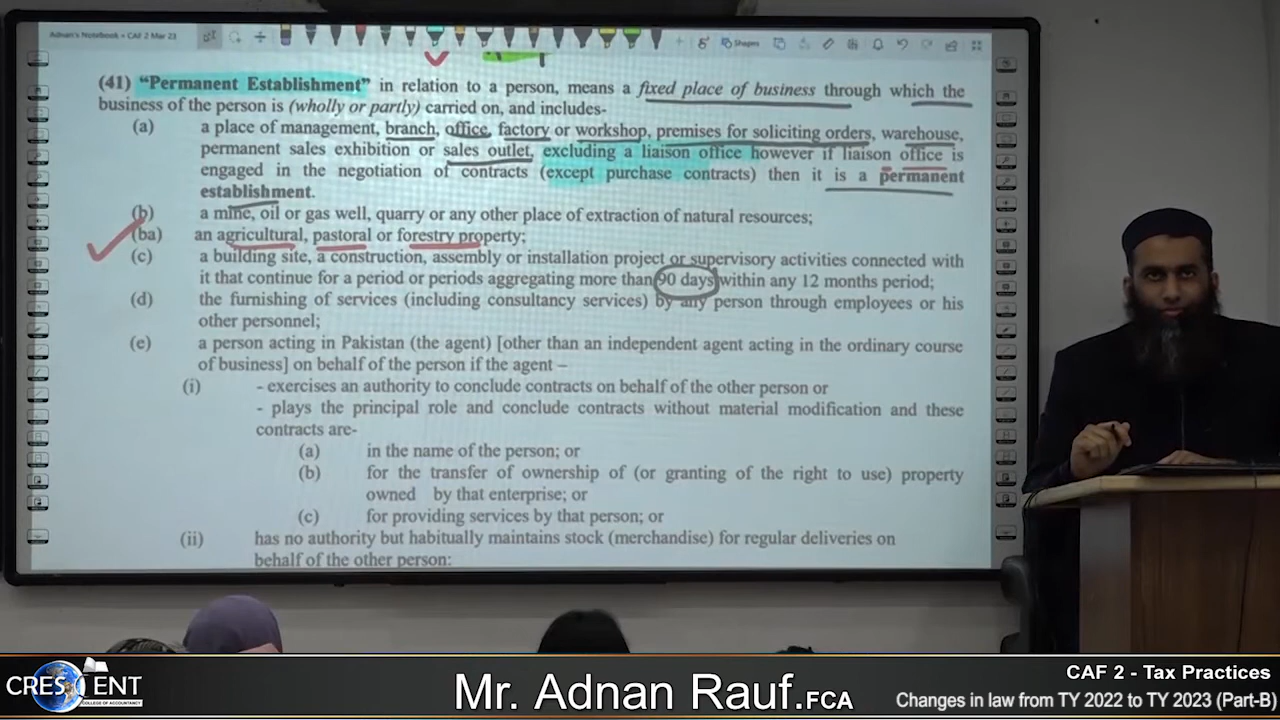 Adnan's Notebook » CAF 2 Mar 23
Shapes
(41) “Permanent Establishment” in relation to a person, means a fixed place of business through which the
business of the person is (wholly or partly) carried on, and includes-
(a) a place of management, branch, office, factory or workshop, premises for soliciting orders, warehouse,
permanent sales exhibition or sales outlet, excluding a liaison office however if liaison office is
engaged in the negotiation of contracts (except purchase contracts) then it is a permanent
establishment.
(b) a mine, oil or gas well, quarry or any other place of extraction of natural resources;
(ba) an agricultural, pastoral or forestry property;
(c) a building site, a construction, assembly or installation project or supervisory activities connected with
it that continue for a period or periods aggregating more than 90 days within any 12 months period;
(d) the furnishing of services (including consultancy services) by any person through employees or his
other personnel;
(e) a person acting in Pakistan (the agent) [other than an independent agent acting in the ordinary course
of business] on behalf of the person if the agent –
(i) - exercises an authority to conclude contracts on behalf of the other person or
- plays the principal role and conclude contracts without material modification and these
contracts are-
(a) in the name of the person; or
(b) for the transfer of ownership of (or granting of the right to use) property
owned by that enterprise; or
(c) for providing services by that person; or
(ii) has no authority but habitually maintains stock (merchandise) for regular deliveries on
behalf of the other person:
CRESCENT
COLLEGE OF ACCOUNTANCY
Mr. Adnan Rauf.FCA
CAF 2 - Tax Practices
Changes in law from TY 2022 to TY 2023 (Part-B)